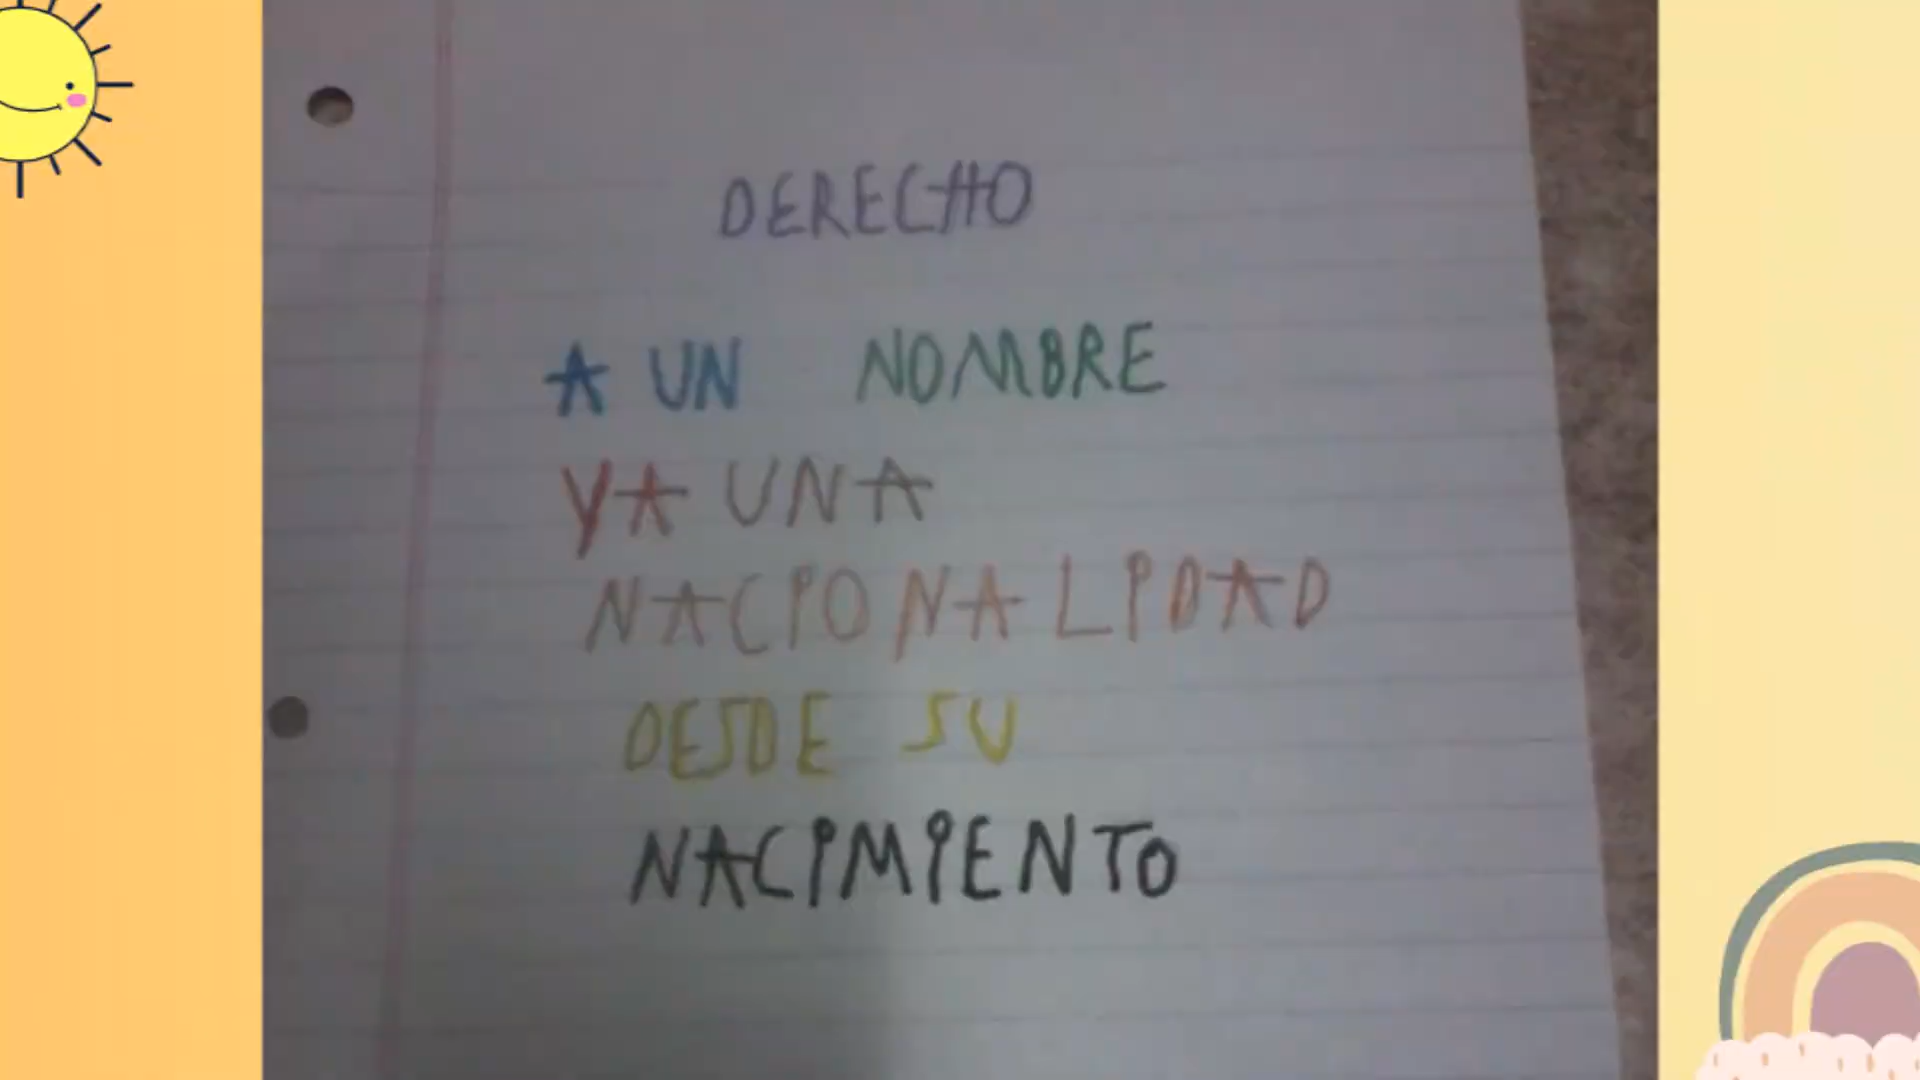 DERECHO
A UN NOMBRE
YA UNA
NACIONALIDAD
DESDE SU
NACIMIENTO